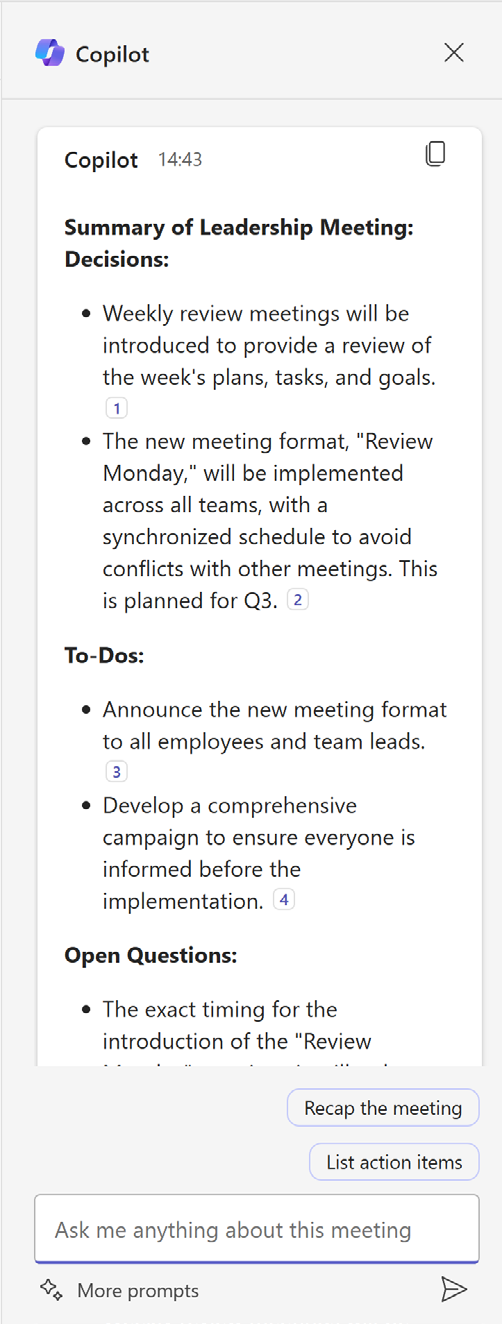 Copilot
Copilot 14:43
Summary of Leadership Meeting:
Decisions:
• Weekly review meetings will be
introduced to provide a review of
the week's plans, tasks, and goals.
1
• The new meeting format, "Review
Monday," will be implemented
across all teams, with a
synchronized schedule to avoid
conflicts with other meetings. This
is planned for Q3. 2
To-Dos:
• Announce the new meeting format
to all employees and team leads.
3
• Develop a comprehensive
campaign to ensure everyone is
informed before the
implementation. 4
Open Questions:
• The exact timing for the
introduction of the "Review
Recap the meeting
List action items
Ask me anything about this meeting
More prompts